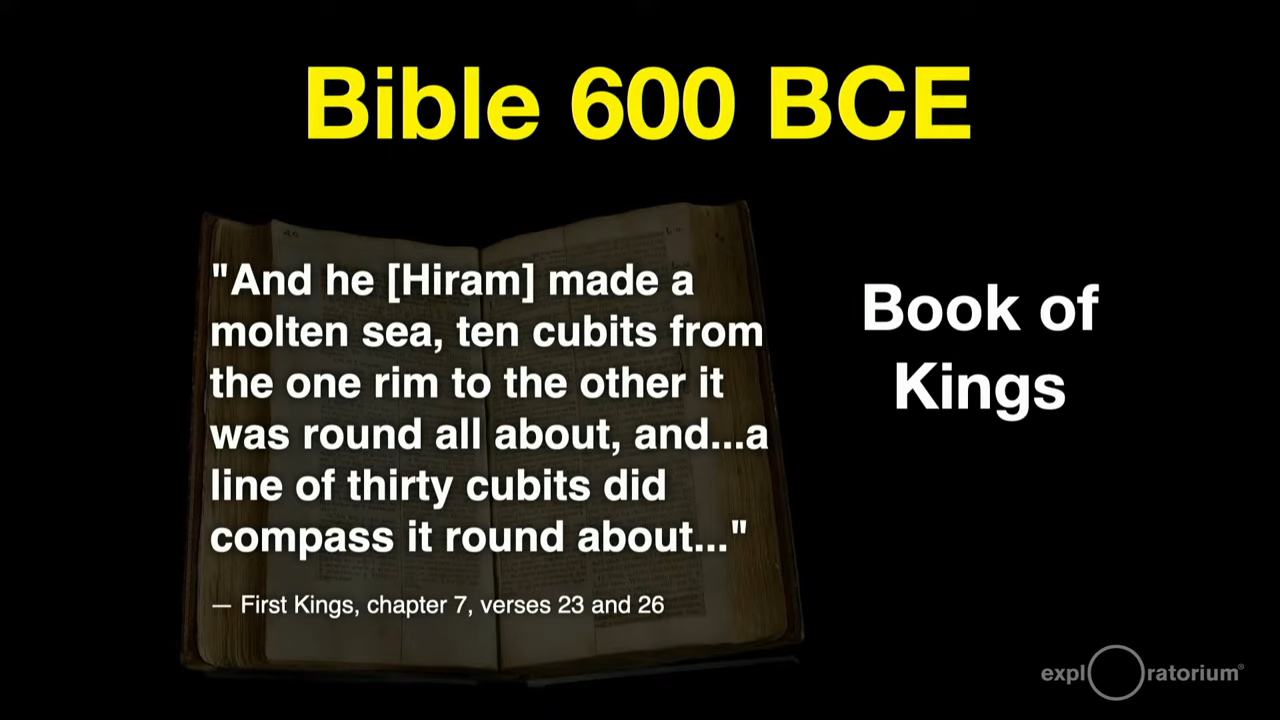 Bible 600 BCE
"And he [Hiram] made a
molten sea, ten cubits from
the one rim to the other it
was round all about, and...a
line of thirty cubits did
compass it round about..."
— First Kings, chapter 7, verses 23 and 26
Book of
Kings
exploratorium®